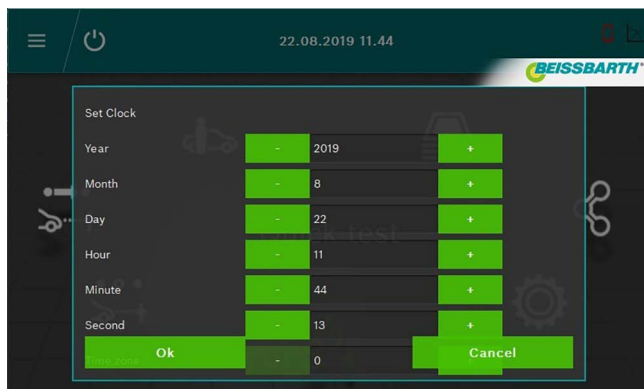 22.08.2019 11.44
BEISSBARTH
Set Clock
Year - 2019 +
Month - 8 +
Day - 22 +
Hour - 11 +
Minute - 44 +
Second - 13 +
Time zone - 0
Ok Cancel